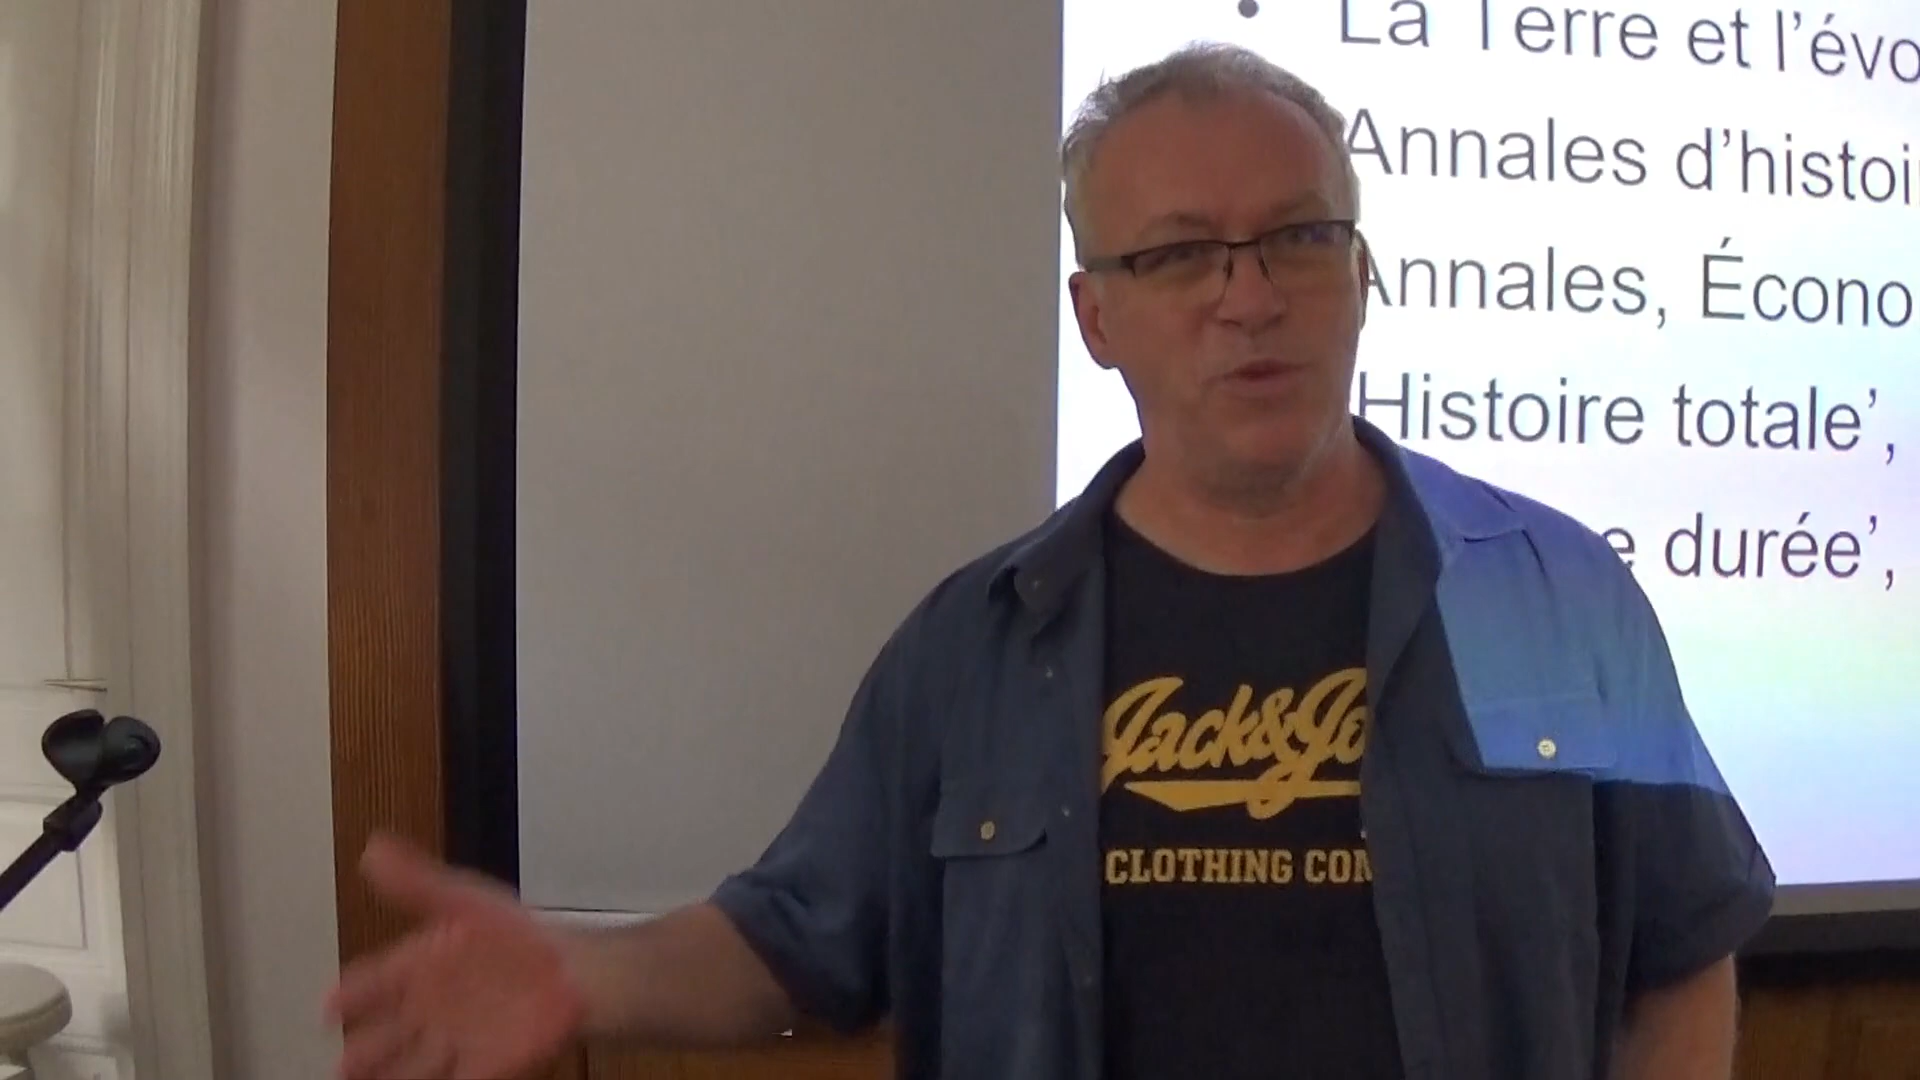 • La Terre et l’évo
Annales d’histoi
Annales, Écono
Histoire totale’,
e durée’,
Jack&Jo
CLOTHING COM